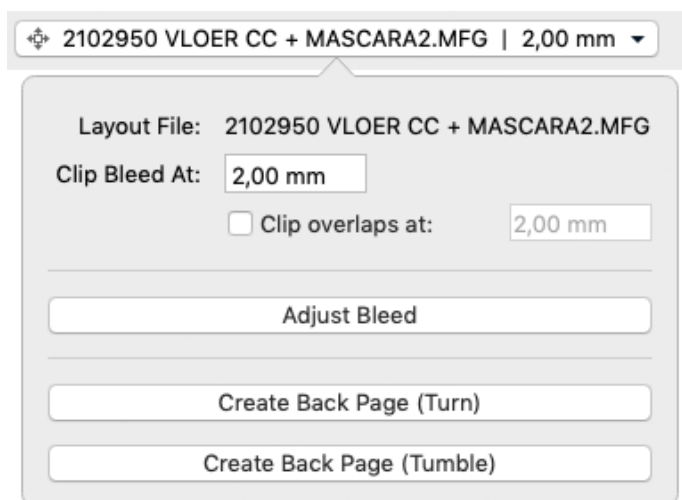 2102950 VLOER CC + MASCARA2.MFG | 2,00 mm
Layout File: 2102950 VLOER CC + MASCARA2.MFG
Clip Bleed At: 2,00 mm
Clip overlaps at: 2,00 mm
Adjust Bleed
Create Back Page (Turn)
Create Back Page (Tumble)